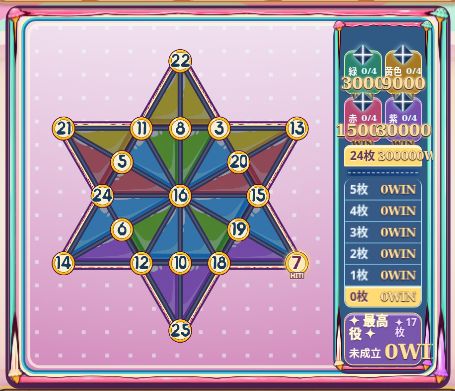 22
21 11 8 3 13
5 20
24 16 15
6 19
14 12 10 18 7
HIT!
25
緑 0/4 黄色 0/4
3000 9000
赤 0/4 紫 0/4
1500 30000
24枚 300000W
5枚 0WIN
4枚 0WIN
3枚 0WIN
2枚 0WIN
1枚 0WIN
0枚 0WIN
最高役 17枚
未成立 0WI